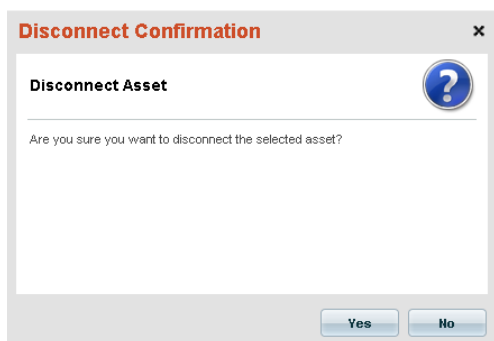 Disconnect Confirmation
Disconnect Asset
Are you sure you want to disconnect the selected asset?
Yes No